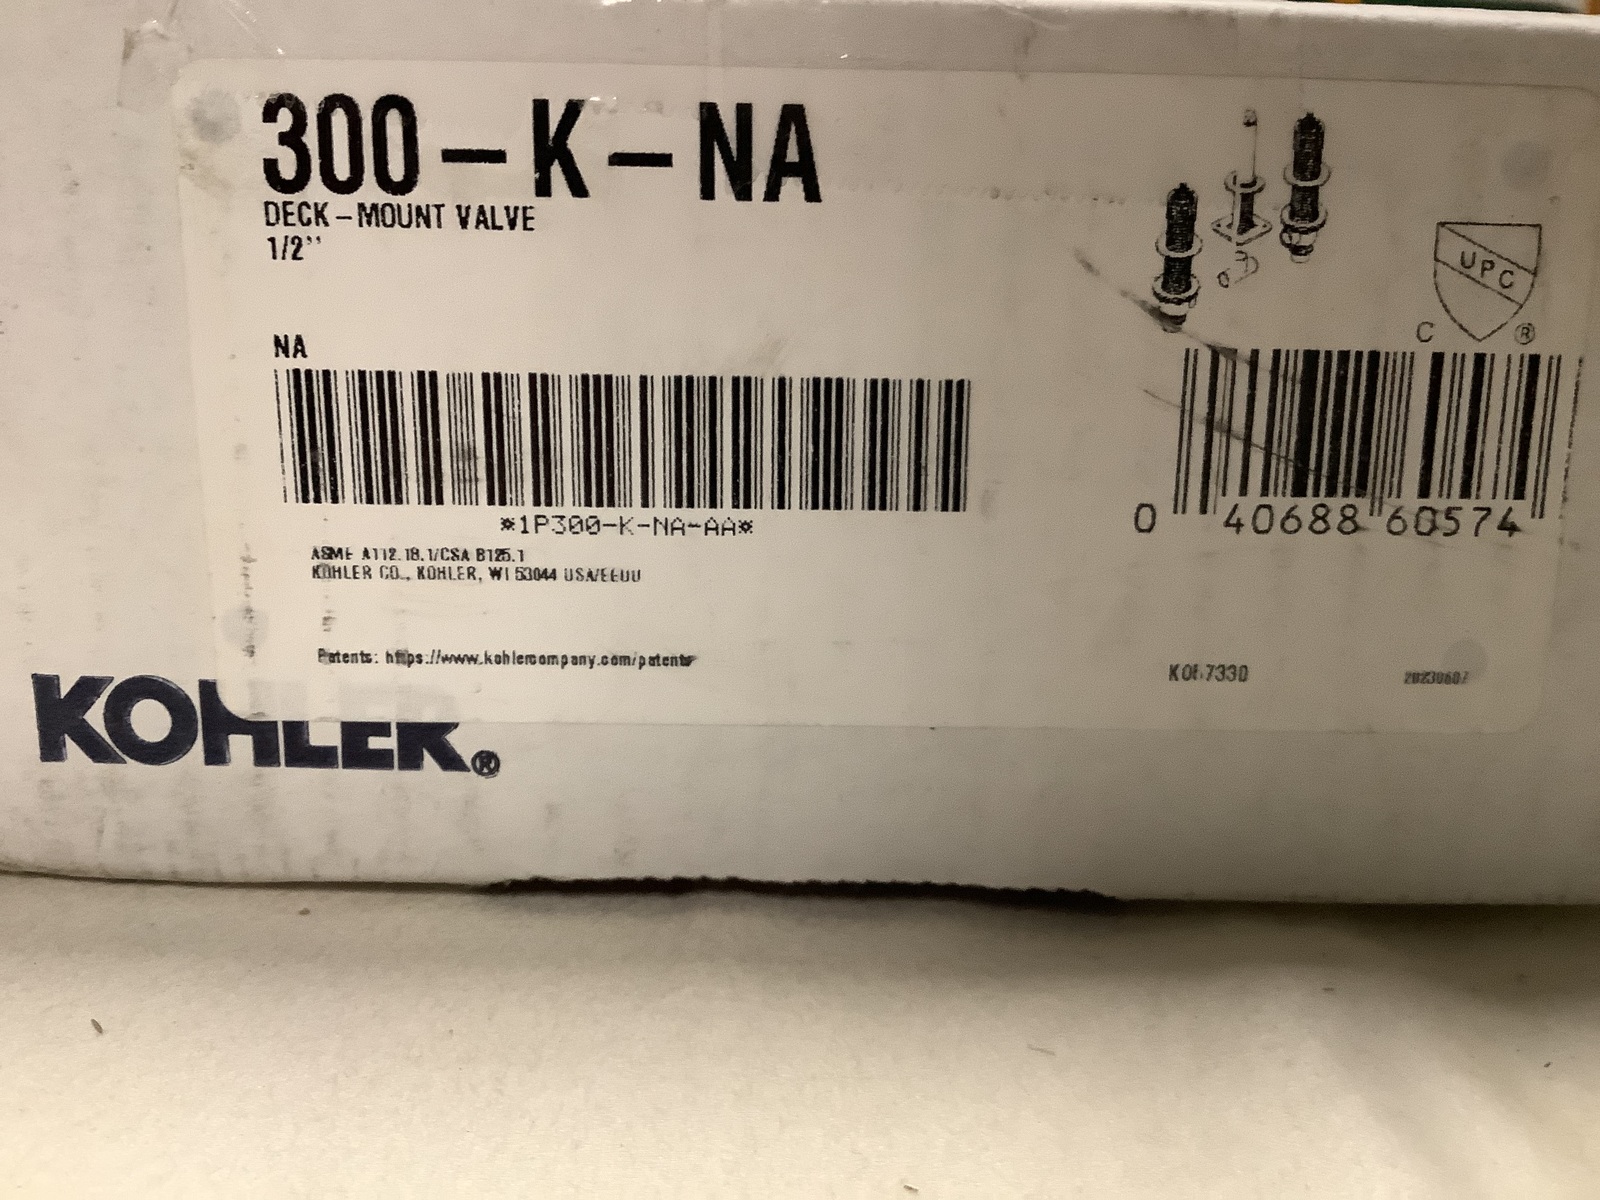 300-K-NA
DECK-MOUNT VALVE
1/2"
UPC
C ®
NA
*1P300-K-NA-AA*
0 40688 60574
ASME A112.18.1/CSA B125.1
KOHLER CO., KOHLER, WI 53044 USA/EEUU
Patents: https://www.kohlercompany.com/patents
KOHLER®